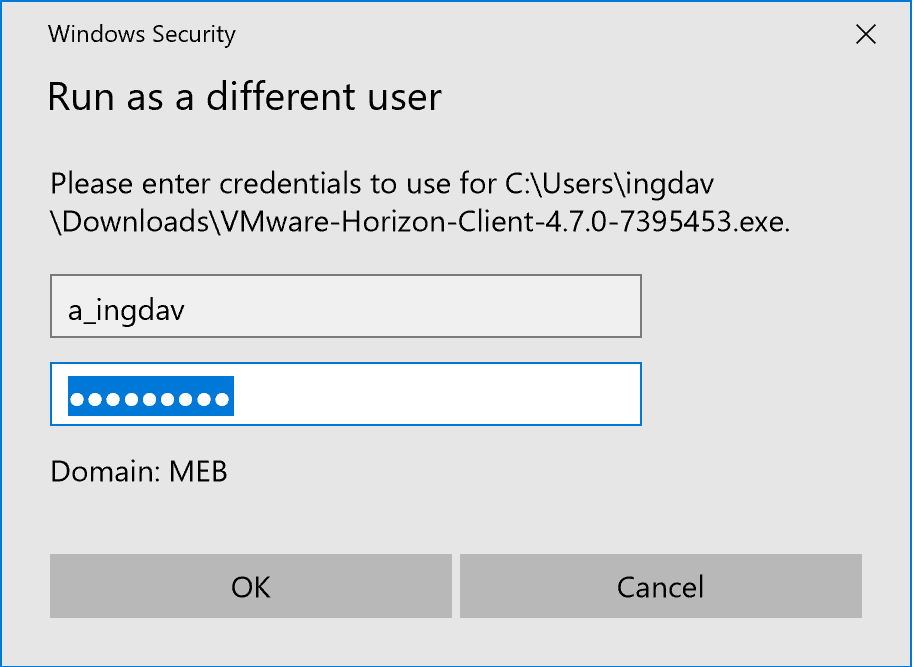 Windows Security
Run as a different user
Please enter credentials to use for C:\Users\ingdav
\Downloads\VMware-Horizon-Client-4.7.0-7395453.exe.
a_ingdav
●●●●●●●●●
Domain: MEB
OK
Cancel